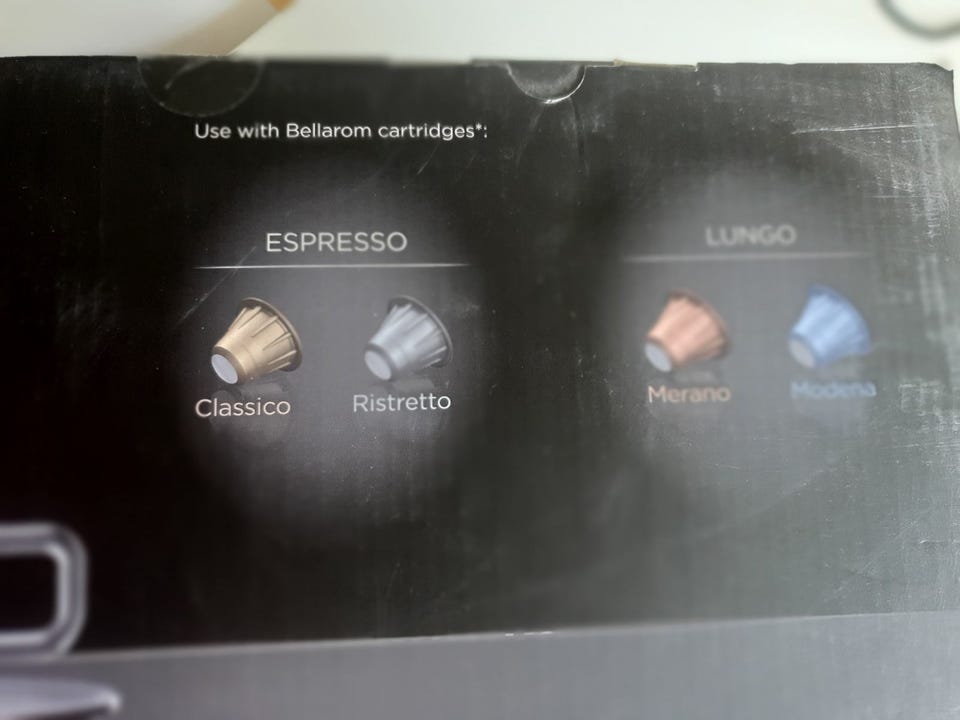 Use with Bellarom cartridges*:
ESPRESSO
LUNGO
Classico
Ristretto
Merano
Modena